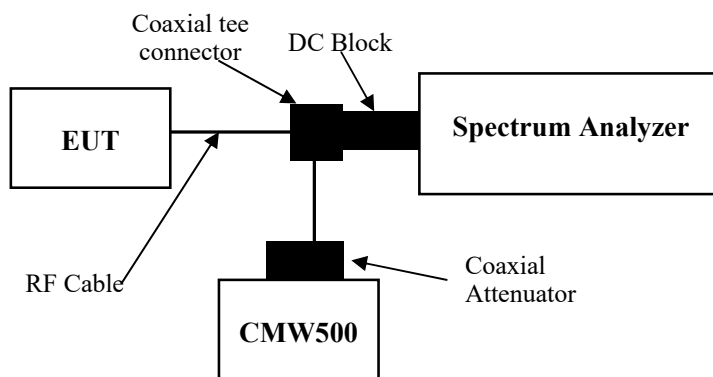 Coaxial tee
connector
DC Block
EUT
Spectrum Analyzer
RF Cable
Coaxial
Attenuator
CMW500